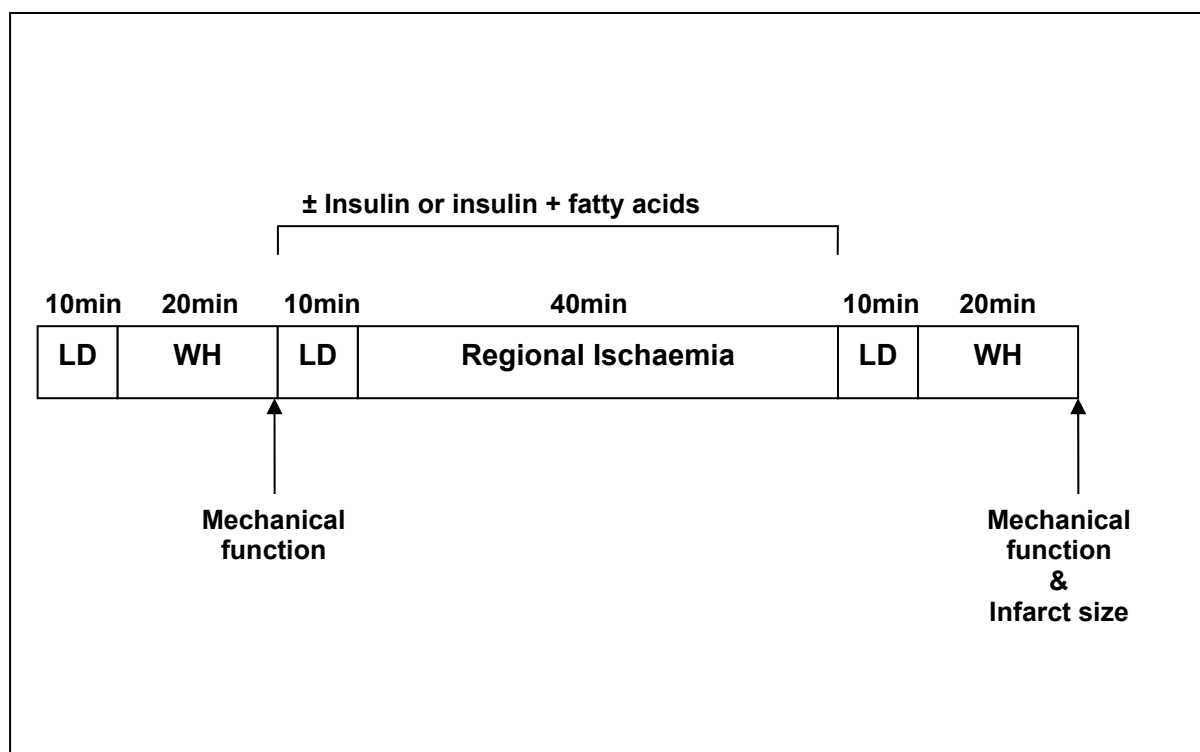 ± Insulin or insulin + fatty acids
10min 20min 10min 40min 10min 20min
LD WH LD Regional Ischaemia LD WH
Mechanical
function
Mechanical
function
&
Infarct size